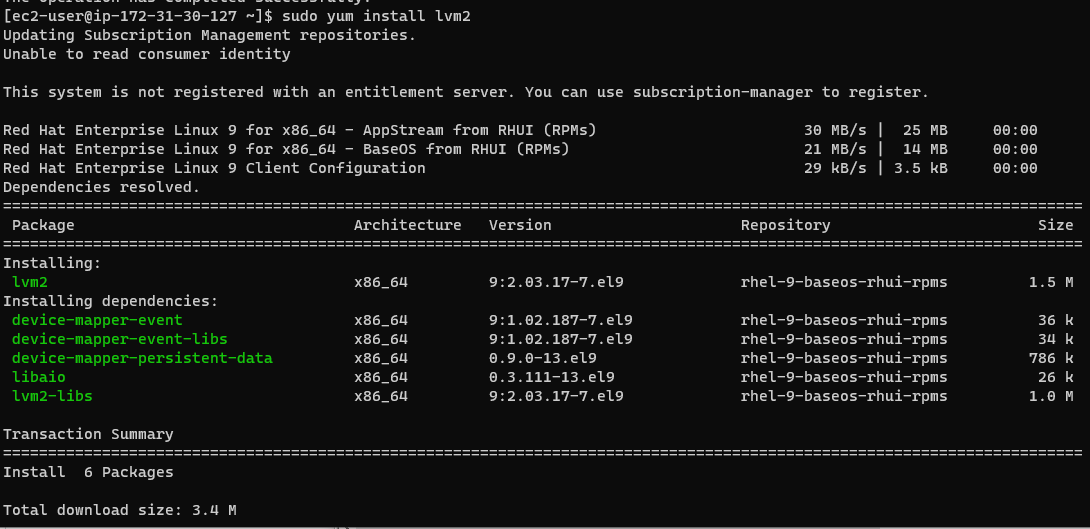 The operation has completed successfully.
[ec2-user@ip-172-31-30-127 ~]$ sudo yum install lvm2
Updating Subscription Management repositories.
Unable to read consumer identity
This system is not registered with an entitlement server. You can use subscription-manager to register.
Red Hat Enterprise Linux 9 for x86_64 - AppStream from RHUI (RPMs) 30 MB/s | 25 MB 00:00
Red Hat Enterprise Linux 9 for x86_64 - BaseOS from RHUI (RPMs) 21 MB/s | 14 MB 00:00
Red Hat Enterprise Linux 9 Client Configuration 29 kB/s | 3.5 kB 00:00
Dependencies resolved.
Package Architecture Version Repository Size
Installing:
lvm2 x86_64 9:2.03.17-7.el9 rhel-9-baseos-rhui-rpms 1.5 M
Installing dependencies:
device-mapper-event x86_64 9:1.02.187-7.el9 rhel-9-baseos-rhui-rpms 36 k
device-mapper-event-libs x86_64 9:1.02.187-7.el9 rhel-9-baseos-rhui-rpms 34 k
device-mapper-persistent-data x86_64 0.9.0-13.el9 rhel-9-baseos-rhui-rpms 786 k
libaio x86_64 0.3.111-13.el9 rhel-9-baseos-rhui-rpms 26 k
lvm2-libs x86_64 9:2.03.17-7.el9 rhel-9-baseos-rhui-rpms 1.0 M
Transaction Summary
Install 6 Packages
Total download size: 3.4 M